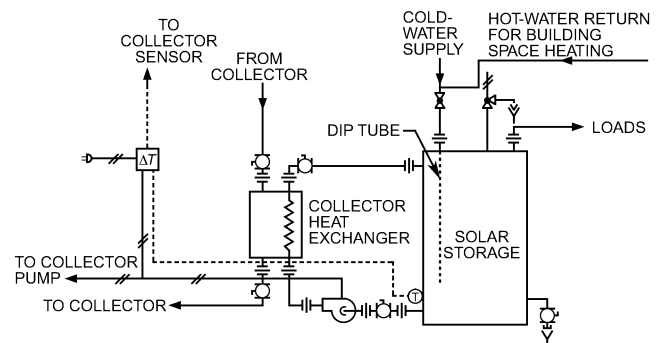 TO
COLLECTOR
SENSOR
FROM
COLLECTOR
COLD-
WATER
SUPPLY
HOT-WATER RETURN
FOR BUILDING
SPACE HEATING
DIP TUBE
LOADS
ΔT
COLLECTOR
HEAT
EXCHANGER
SOLAR
STORAGE
TO COLLECTOR
PUMP
T
TO COLLECTOR